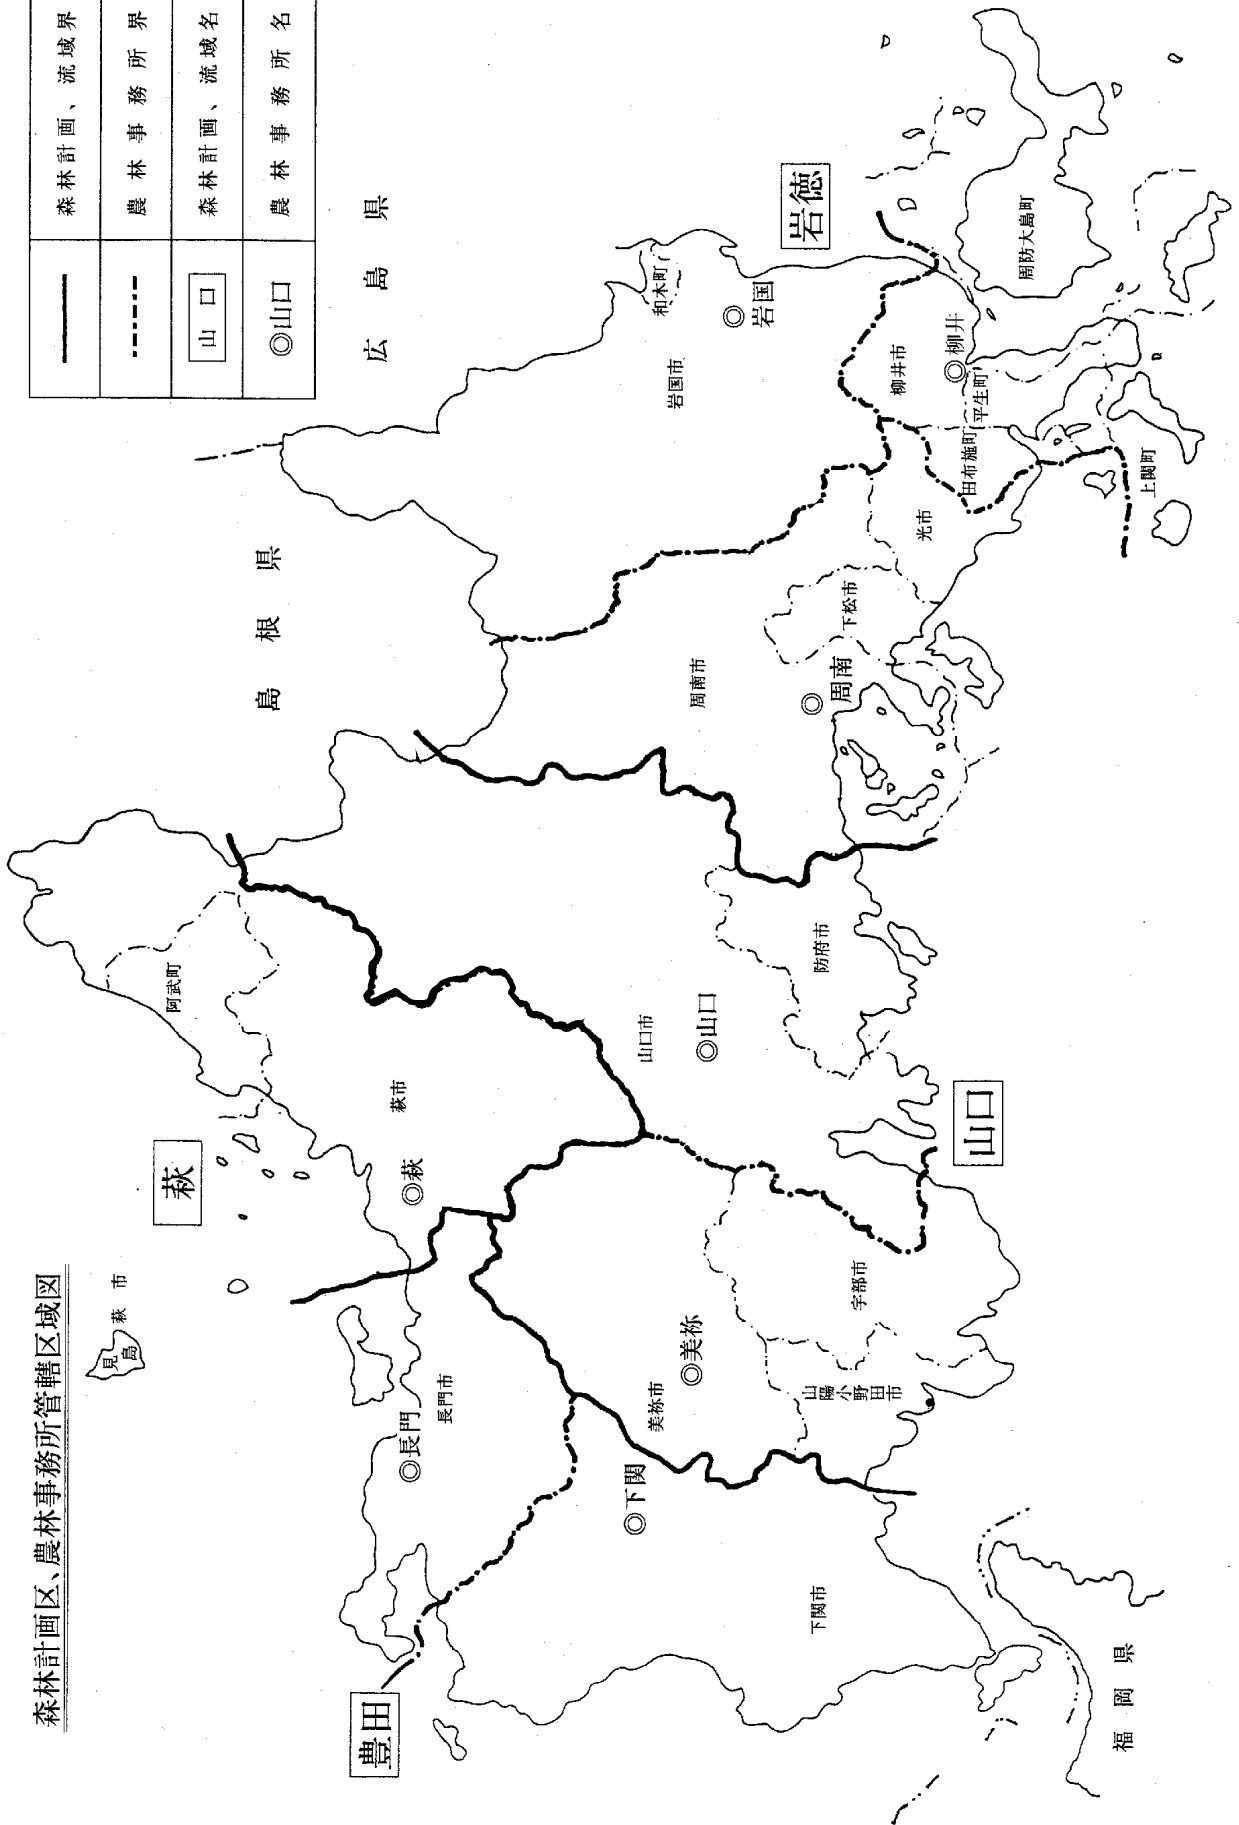 森林計画区、農林事務所管轄区域図
森林計画、流域界
農林事務所界
山口 森林計画、流域名
◎山口 農林事務所名
見島
萩市
萩
阿武町
萩市
◎萩
島根県
広島県
豊田
◎長門
長門市
◎下関
下関市
美祢市
◎美祢
山陽小野田市
宇部市
山口市
◎山口
防府市
山口
周南市
◎周南
下松市
光市
岩国市
和木町
◎岩国
岩徳
柳井市
◎柳井
田布施町
平生町
上関町
周防大島町
福岡県